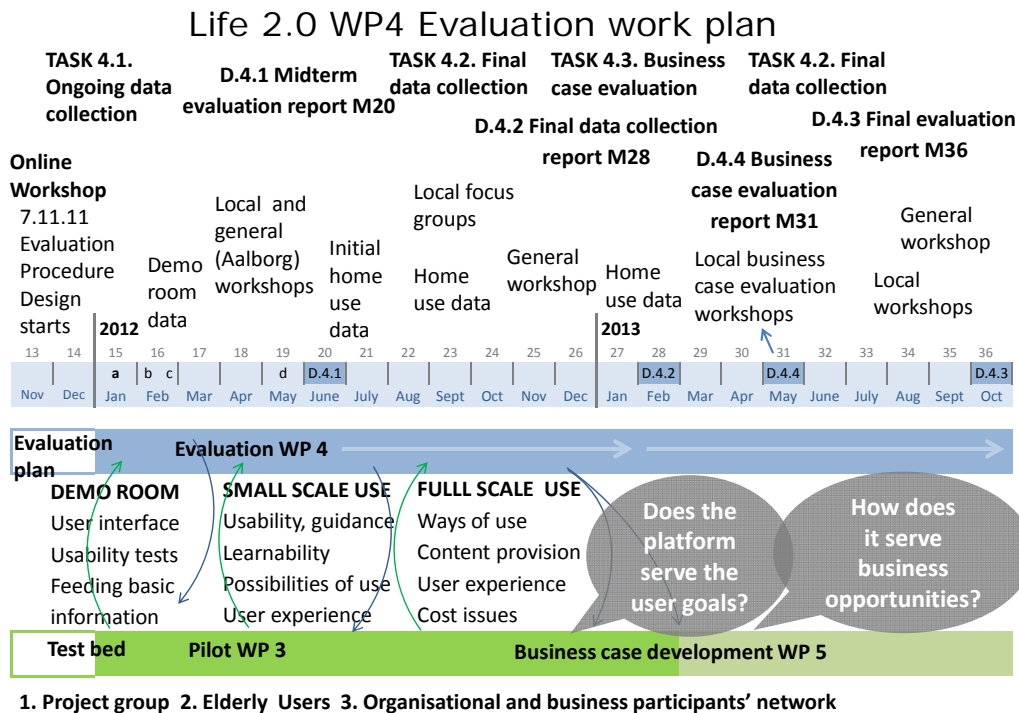 Life 2.0 WP4 Evaluation work plan
TASK 4.1.
Ongoing data
collection
D.4.1 Midterm
evaluation report M20
TASK 4.2. Final
data collection
TASK 4.3. Business
case evaluation
TASK 4.2. Final
data collection
D.4.2 Final data collection
report M28
D.4.3 Final evaluation
report M36
D.4.4 Business
case evaluation
report M31
Online
Workshop
7.11.11
Evaluation
Procedure
Design
starts
Demo
room
data
Local and
general
(Aalborg)
workshops
Initial
home
use
data
Local focus
groups
Home
use data
General
workshop
Home
use data
Local business
case evaluation
workshops
General
workshop
Local
workshops
2012
2013
13 14 15 16 17 18 19 20 21 22 23 24 25 26 27 28 29 30 31 32 33 34 35 36
a b c d D.4.1 D.4.2 D.4.4 D.4.3
Nov Dec Jan Feb Mar Apr May June July Aug Sept Oct Nov Dec Jan Feb Mar Apr May June July Aug Sept Oct
Evaluation
plan
Evaluation WP 4
DEMO ROOM
User interface
Usability tests
Feeding basic
information
SMALL SCALE USE
Usability, guidance
Learnability
Possibilities of use
User experience
FULLL SCALE USE
Ways of use
Content provision
User experience
Cost issues
Does the
platform
serve the
user goals?
How does
it serve
business
opportunities?
Test bed
Pilot WP 3
Business case development WP 5
1. Project group 2. Elderly Users 3. Organisational and business participants' network